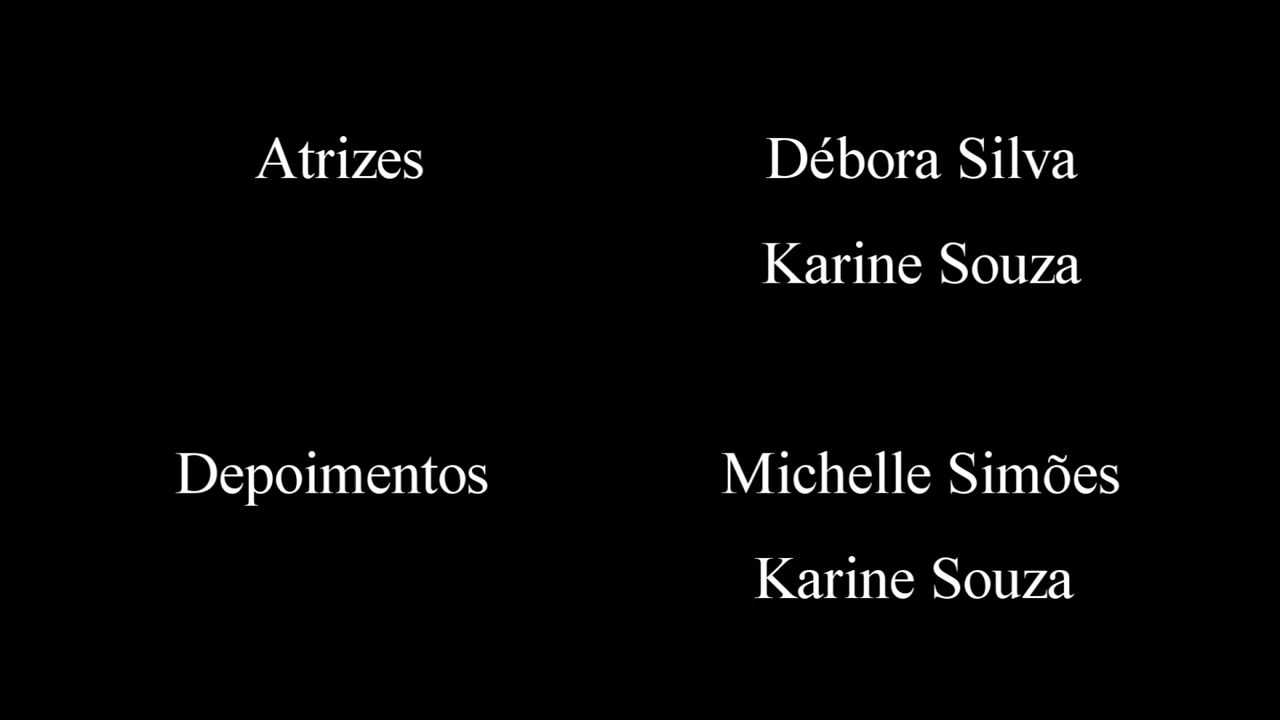 Atrizes Débora Silva
Karine Souza
Depoimentos Michelle Simões
Karine Souza